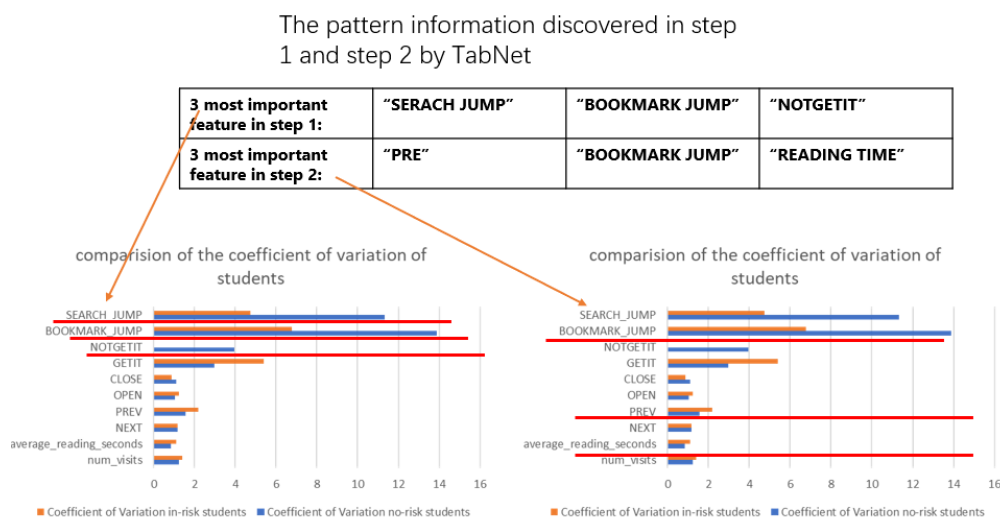 The pattern information discovered in step
1 and step 2 by TabNet
3 most important
feature in step 1:
“SERACH JUMP”
“BOOKMARK JUMP”
“NOTGETIT”
3 most important
feature in step 2:
“PRE”
“BOOKMARK JUMP”
“READING TIME”
comparision of the coefficient of variation of
students
SEARCH_JUMP
BOOKMARK_JUMP
NOTGETIT
GETIT
CLOSE
OPEN
PREV
NEXT
average_reading_seconds
num_visits
0 2 4 6 8 10 12 14 16
Coefficient of Variation in-risk students
Coefficient of Variation no-risk students
comparision of the coefficient of variation of
students
SEARCH_JUMP
BOOKMARK_JUMP
NOTGETIT
GETIT
CLOSE
OPEN
PREV
NEXT
average_reading_seconds
num_visits
0 2 4 6 8 10 12 14 16
Coefficient of Variation in-risk students
Coefficient of Variation no-risk students